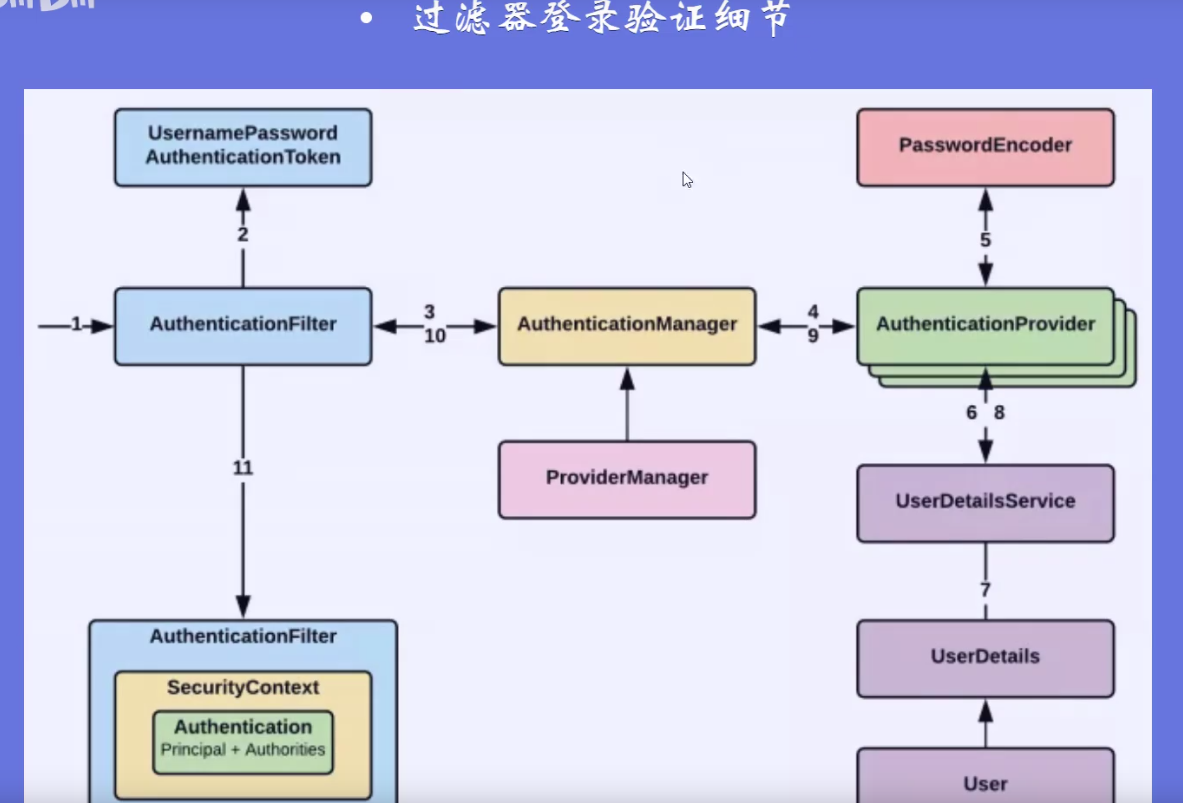 • 过滤器登录验证细节
UsernamePassword
AuthenticationToken
PasswordEncoder
2
5
1
AuthenticationFilter
3
10
AuthenticationManager
4
9
AuthenticationProvider
6 8
11
ProviderManager
UserDetailsService
7
AuthenticationFilter
UserDetails
SecurityContext
Authentication
Principal + Authorities
User